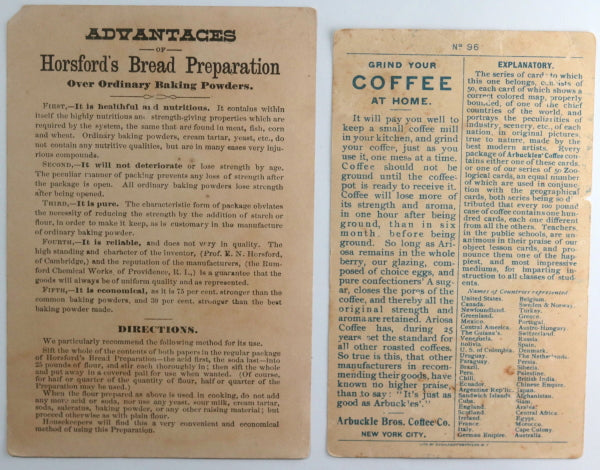 ADVANTAGES
—OF—
Horsford's Bread Preparation
Over Ordinary Baking Powders.
FIRST,—It is healthful and nutritious. It contains within
itself the highly nutritious and strength-giving properties which are
required by the system, the same that are found in meat, fish, corn
and wheat. Ordinary baking powders, cream tartar, yeast, etc., do
not contain any nutritive qualities, but are in many cases very inju-
rious compounds.
SECOND,—It will not deteriorate or lose strength by age.
The peculiar manner of packing prevents any loss of strength after
the package is open. All ordinary baking powders lose strength
after being opened.
THIRD,—It is pure. The characteristic form of package obviates
the necessity of reducing the strength by the addition of starch or
flour, in order to make it keep, as is customary in the manufacture
of ordinary baking powder.
FOURTH,—It is reliable, and does not vary in quality. The
high standing and character of the inventor, (Prof. E. N. Horsford,
of Cambridge,) and the reputation of the manufacturers, (the Rum-
ford Chemical Works of Providence, R. I.,) is a guarantee that the
goods will always be of uniform quality and as represented.
FIFTH,—It is economical, as it is 75 per cent. stronger than the
common baking powders, and 30 per cent. stronger than the best
baking powder made.
DIRECTIONS.
We particularly recommend the following method for its use.
Sift the whole of the contents of both papers in the regular package
of Horsford's Bread Preparation—the acid first, the soda last—into
25 pounds of flour, and stir each thoroughly in; then sift the whole
and put away in a covered pail for use when wanted. (Of course,
for half or quarter of the quantity of flour, half or quarter of the
Preparation may be used.)
When the flour prepared as above is used in cooking, do not add
any more acid or soda, nor use any yeast, sour milk, cream tartar,
soda, saleratus, baking powder, or any other raising material; but
proceed otherwise as with plain flour.
Housekeepers will find this a very convenient and economical
method of using this Preparation.
No 96
GRIND YOUR
COFFEE
AT HOME.
It will pay you well to
keep a small coffee mill
in your kitchen, and grind
your coffee, just as you
use it, one mess at a time.
Coffee should not be
ground until the coffee-
pot is ready to receive it.
Coffee will lose more of
its strength and aroma,
in one hour after being
ground, than in six
month before being
ground. So long as Ari-
osa remains in the whole
berry, our glazing, com-
posed of choice eggs, and
pure confectioners' A sug-
ar, closes the pores of the
coffee, and thereby all the
original strength and
aroma are retained. Ariosa
Coffee has, during 25
years set the standard for
all other roasted coffees.
So true is this, that other
manufacturers in recom-
mending their goods, have
known no higher praise,
than to say: "It's just as
good as Arbuckles'."
Arbuckle Bros. Coffee Co.
NEW YORK CITY.
EXPLANATORY.
The series of cards to which
this one belongs, consists of
50, each card of which shows a
correct colored map, properly
bounded, of one of the chief
countries of the world, and
portrays the peculiarities of
industry, scenery, etc., of each
nation, in original pictures,
true to nature, made by the
best modern artists. Every
package of Arbuckles' Coffee con-
tains either one of these cards,
or one of our series of 50 Zoo-
logical cards, an equal number
of which are used in conjunc-
tion with the geographical
cards, both series being so d
tributed that every 100 pound
case of coffee contains one hun-
dred cards, each one different
from all the others. Teachers,
in the public schools, are un-
animous in their praise of our
object lesson cards, and pro-
nounce them one of the hap-
piest, and most impressive
mediums, for imparting in-
struction to all classes of stud-
ents.
Names of Countries represented
United States. Belgium.
Canada. Sweden & Norway.
Newfoundland. Turkey.
Greenland. Greece.
Mexico. Portugal.
Central America. Austro-Hungary.
The Guiana's. Switzerland.
Venezuela. Russia.
Bolivia. Spain.
U. S. of Colombia. Denmark.
Uruguay. The Netherlands.
Paraguay. Persia.
Brazil. Siberia.
Peru. Palestine.
Chili. British India.
Ecuador. Chinese Empire.
Argentine Rep'lic. Japan.
Sandwich Islands Afghanistan.
Cuba. Siam.
England. Arabia.
Scotland. Central Africa.
Ireland. Egypt.
France. Morocco.
Italy. Cape Colony.
German Empire. Australia.